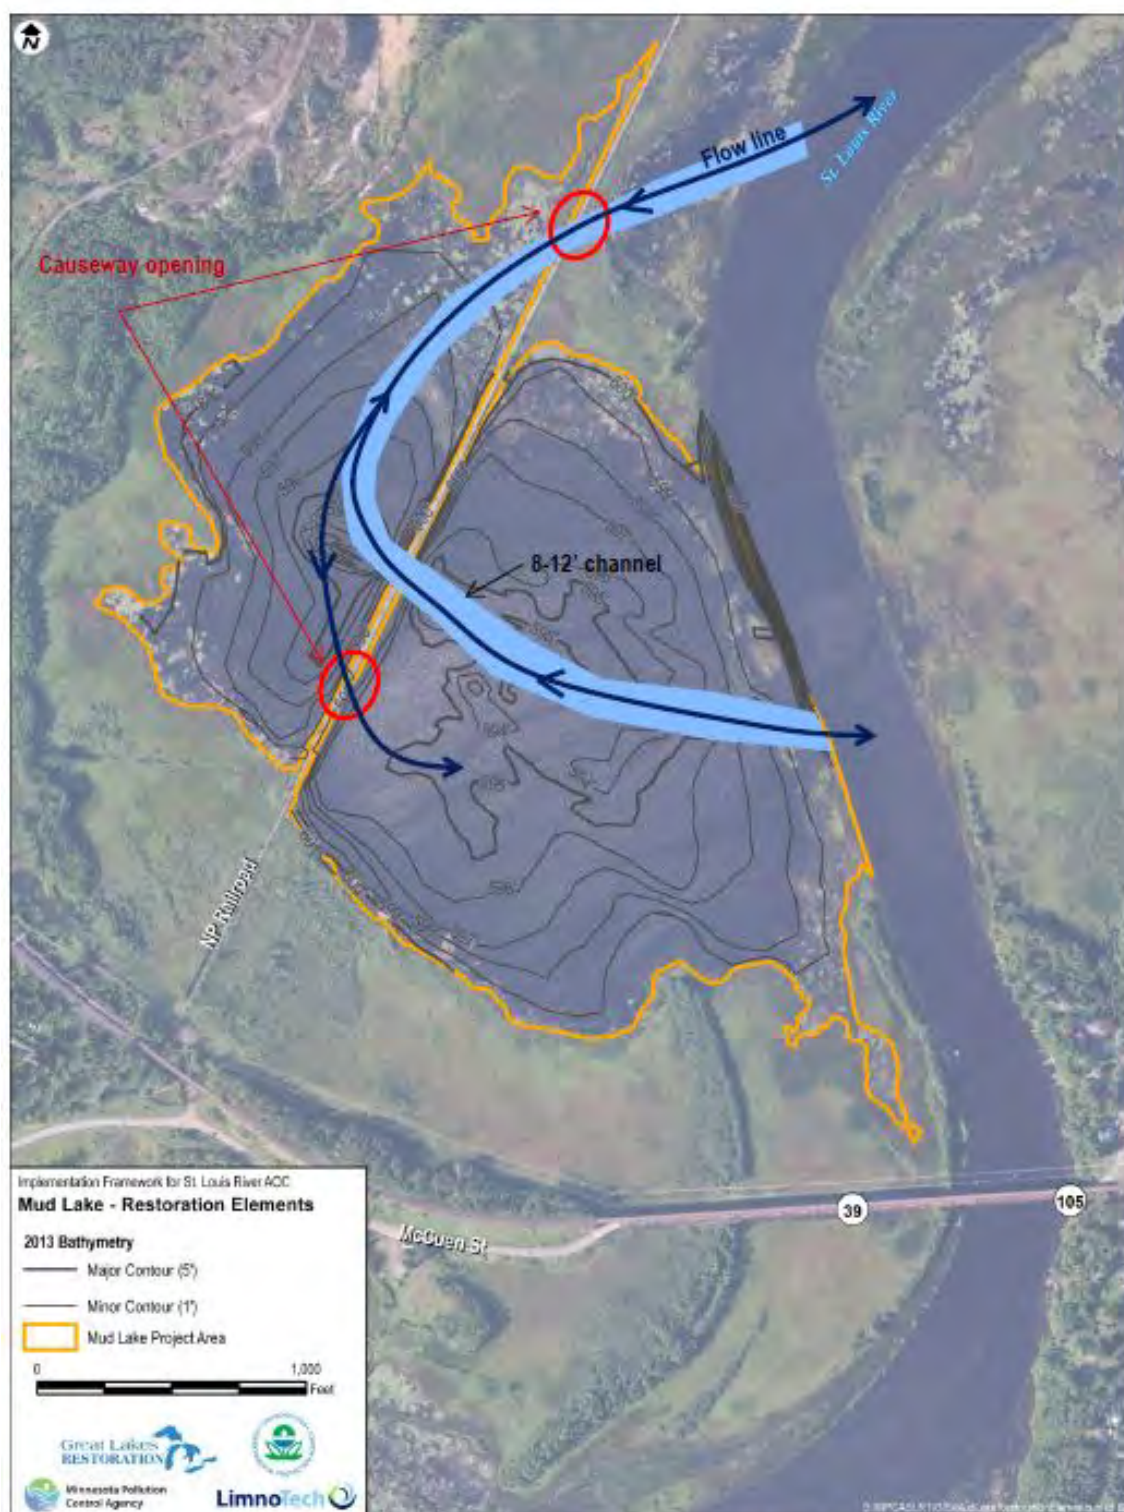 N
Flow line
St. Louis River
Causeway opening
8-12' channel
NP Railroad
39
105
McCuen St
Implementation Framework for St. Louis River AOC
Mud Lake - Restoration Elements
2013 Bathymetry
Major Contour (5')
Minor Contour (1')
Mud Lake Project Area
0
1,000
Feet
Great Lakes
RESTORATION
Minnesota Pollution
Control Agency
LimnoTech